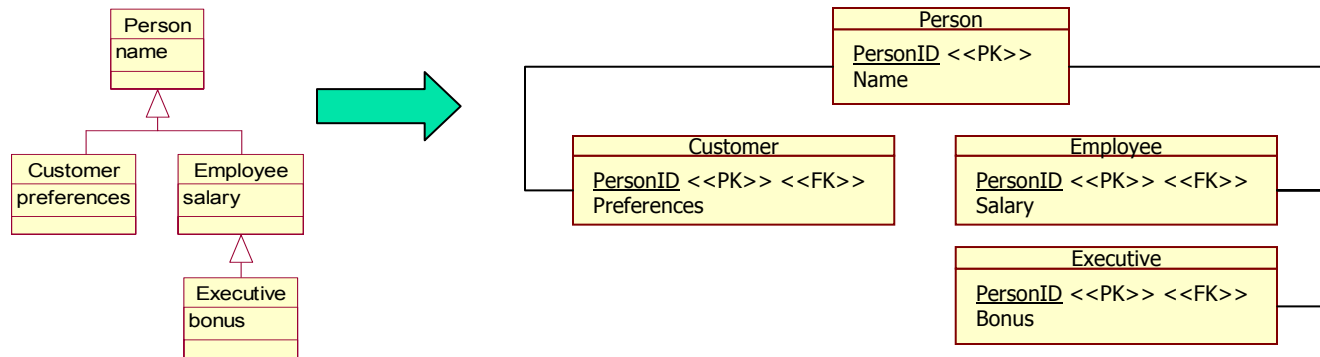 Person
name
Customer
preferences
Employee
salary
Executive
bonus
Person
PersonID <<PK>>
Name
Customer
PersonID <<PK>> <<FK>>
Preferences
Employee
PersonID <<PK>> <<FK>>
Salary
Executive
PersonID <<PK>> <<FK>>
Bonus